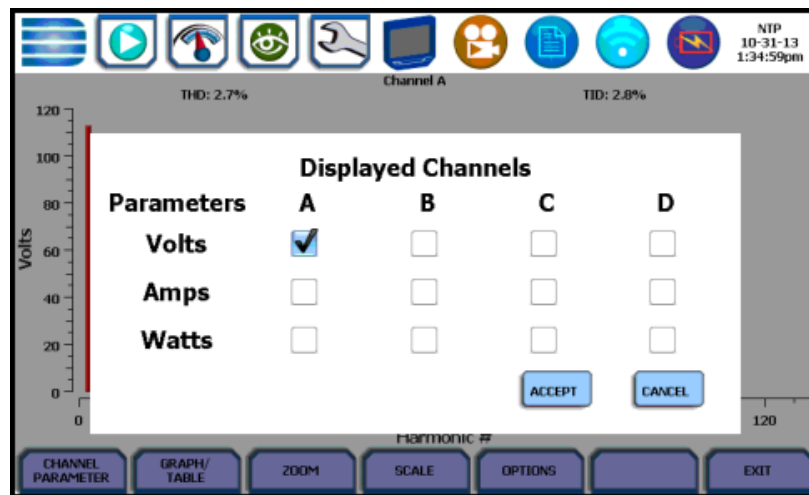 NTP
10-31-13
1:34:59pm
Channel A
THD: 2.7%
TID: 2.8%
120
100
80
60
40
20
0
Volts
Displayed Channels
Parameters A B C D
Volts
Amps
Watts
ACCEPT CANCEL
0 120
Harmonic #
CHANNEL
PARAMETER
GRAPH/
TABLE
ZOOM
SCALE
OPTIONS
EXIT